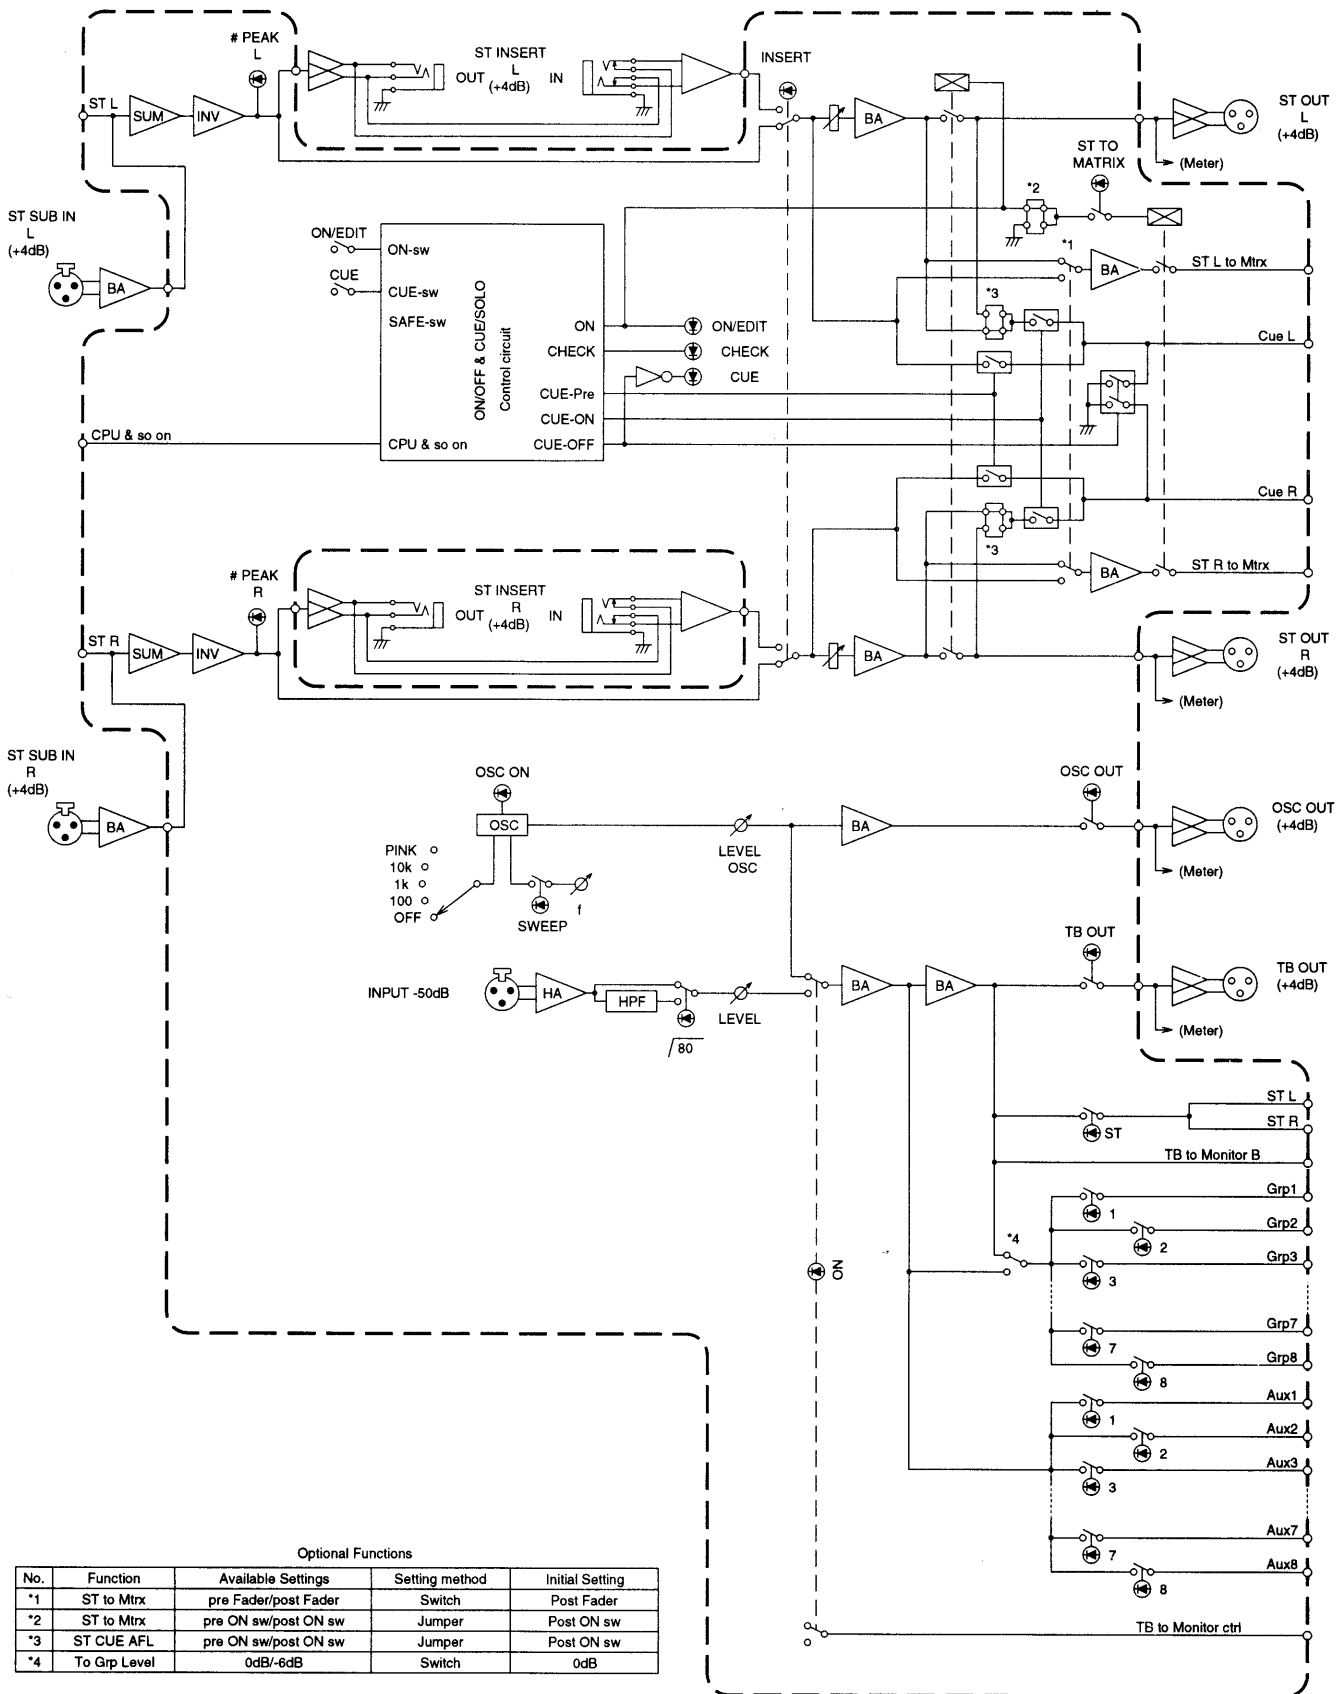 # PEAK
L
ST INSERT
L
(+4dB)
OUT
IN
INSERT
ST L
SUM
INV
BA
ST OUT
L
(+4dB)
(Meter)
ST TO
MATRIX
*2
ST SUB IN
L
(+4dB)
BA
ON/EDIT
CUE
ON-sw
CUE-sw
SAFE-sw
CPU & so on
ON/OFF & CUE/SOLO
Control circuit
ON
CHECK
CUE-Pre
CUE-ON
CUE-OFF
ON/EDIT
CHECK
CUE
CPU & so on
*1
BA
ST L to Mtrx
*3
Cue L
Cue R
*3
BA
ST R to Mtrx
# PEAK
R
ST INSERT
R
(+4dB)
OUT
IN
ST R
SUM
INV
BA
ST OUT
R
(+4dB)
(Meter)
ST SUB IN
R
(+4dB)
BA
OSC ON
OSC
PINK
10k
1k
100
OFF
SWEEP
f
LEVEL
OSC
BA
OSC OUT
OSC OUT
(+4dB)
(Meter)
INPUT -50dB
HA
HPF
80
LEVEL
BA
BA
TB OUT
TB OUT
(+4dB)
(Meter)
ST L
ST R
ST
TB to Monitor B
ON
*4
Grp1
1
Grp2
2
Grp3
3
Grp7
7
Grp8
8
Aux1
1
Aux2
2
Aux3
3
Aux7
7
Aux8
8
TB to Monitor ctrl
Optional Functions
No. Function Available Settings Setting method Initial Setting
*1 ST to Mtrx pre Fader/post Fader Switch Post Fader
*2 ST to Mtrx pre ON sw/post ON sw Jumper Post ON sw
*3 ST CUE AFL pre ON sw/post ON sw Jumper Post ON sw
*4 To Grp Level 0dB/-6dB Switch 0dB